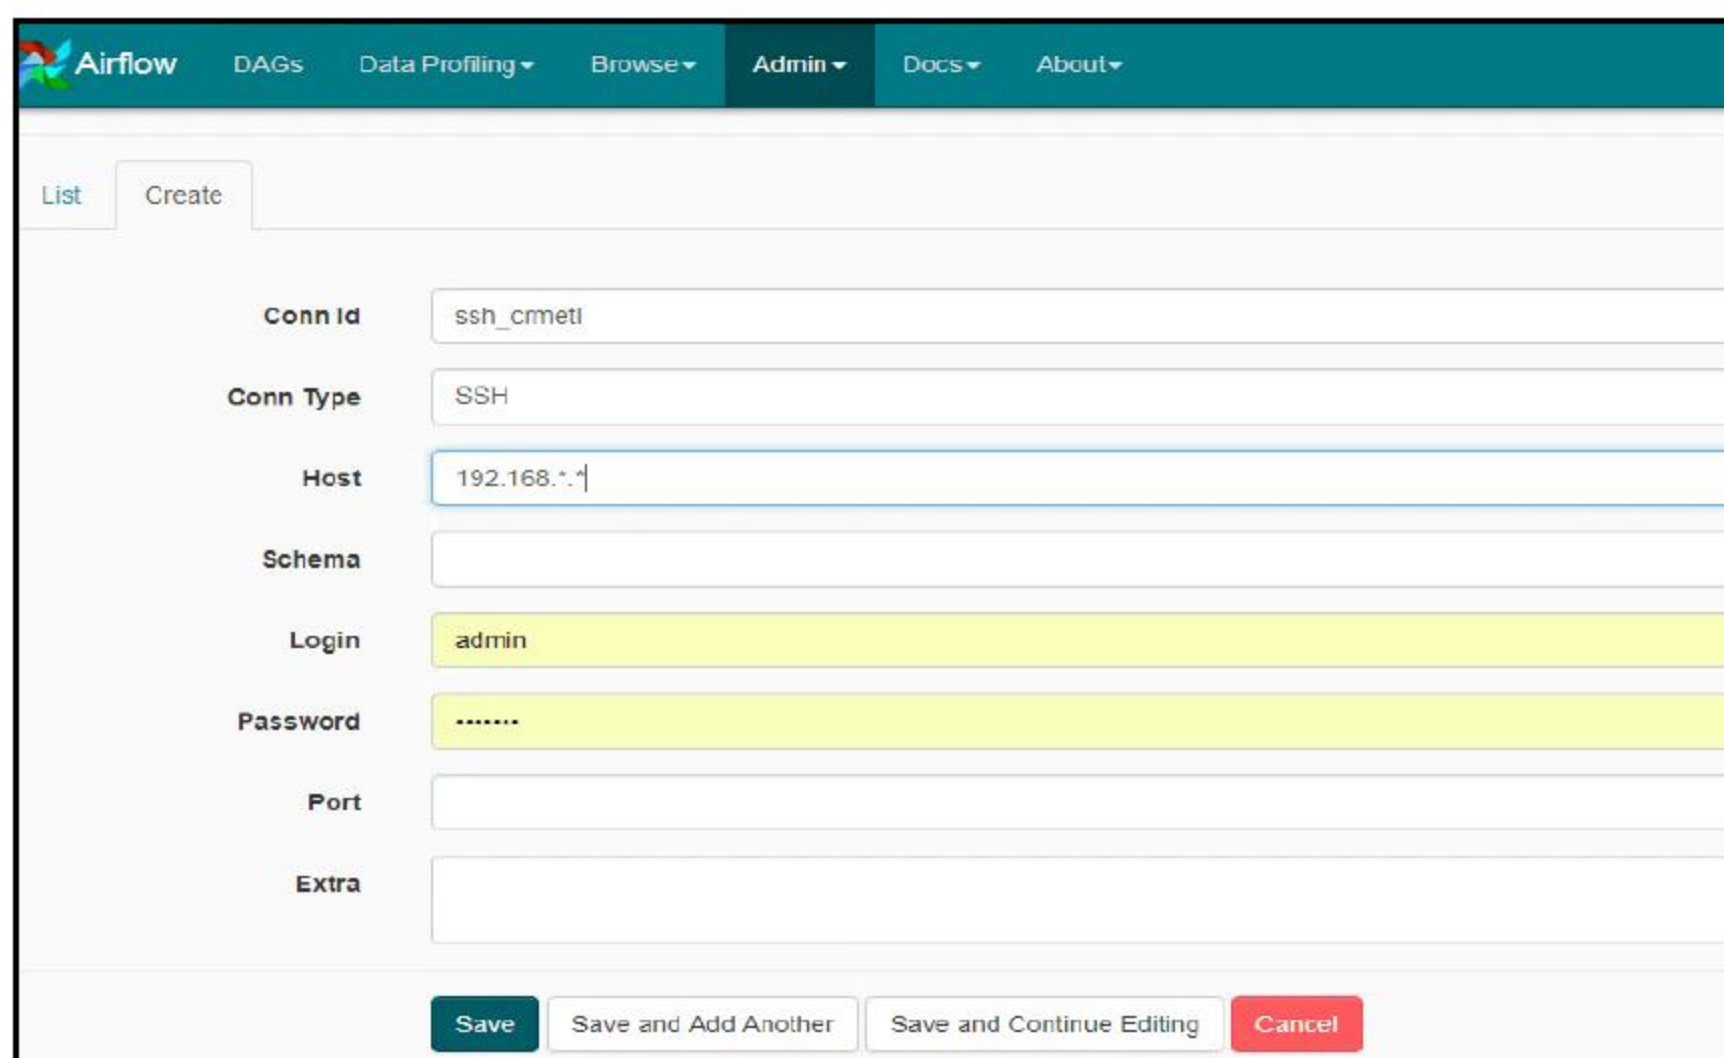 Airflow DAGs Data Profiling Browse Admin Docs About
List Create
Conn Id ssh_crmetl
Conn Type SSH
Host 192.168.*.*
Schema
Login admin
Password •••••••
Port
Extra
Save Save and Add Another Save and Continue Editing Cancel